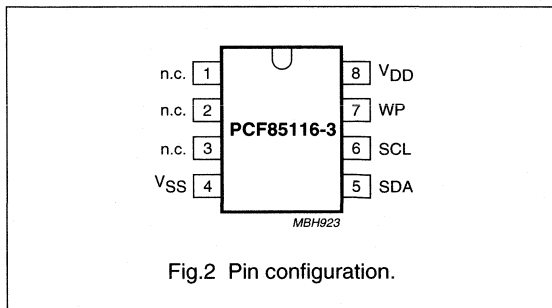 n.c. 1 8 VDD
n.c. 2 7 WP
PCF85116-3
n.c. 3 6 SCL
VSS 4 5 SDA
MBH923
Fig.2 Pin configuration.